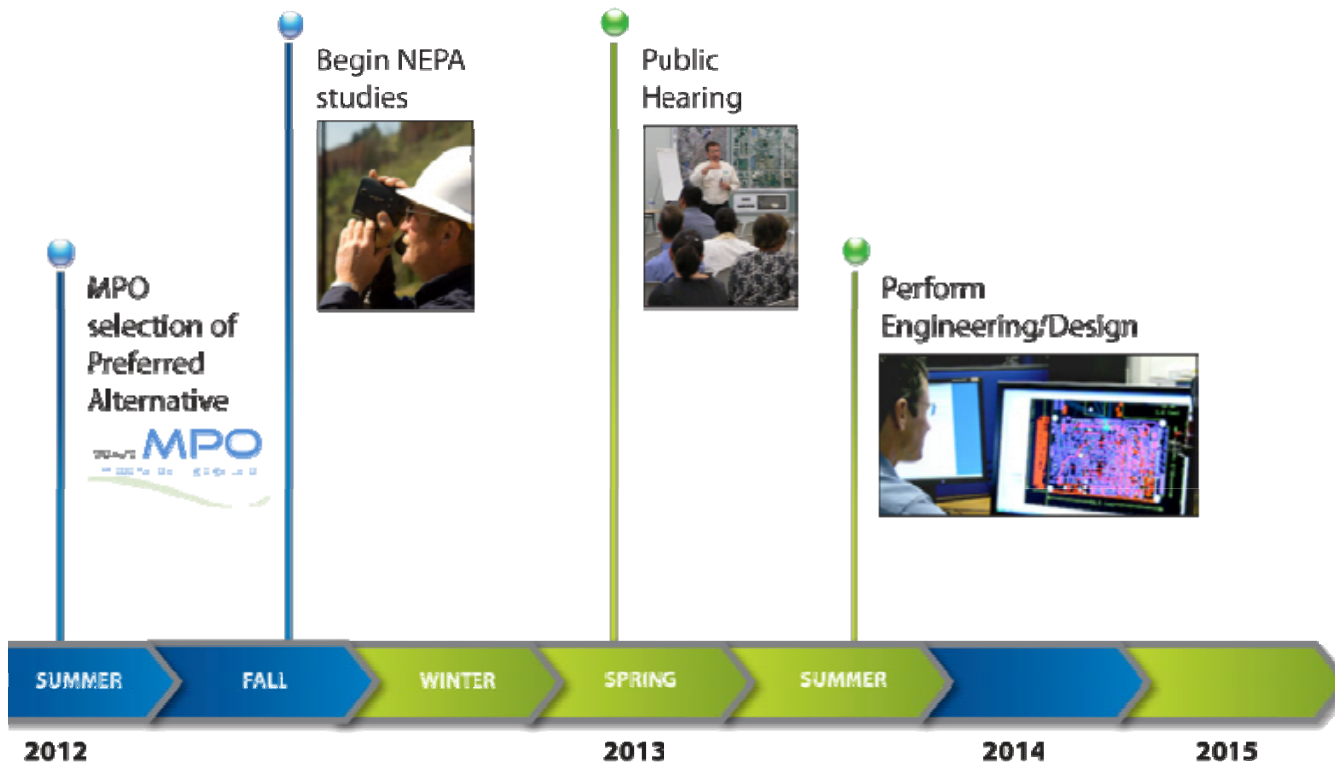 Begin NEPA
studies
Public
Hearing
MPO
selection of
Preferred
Alternative
MPO
Perform
Engineering/Design
SUMMER
FALL
WINTER
SPRING
SUMMER
2012
2013
2014
2015